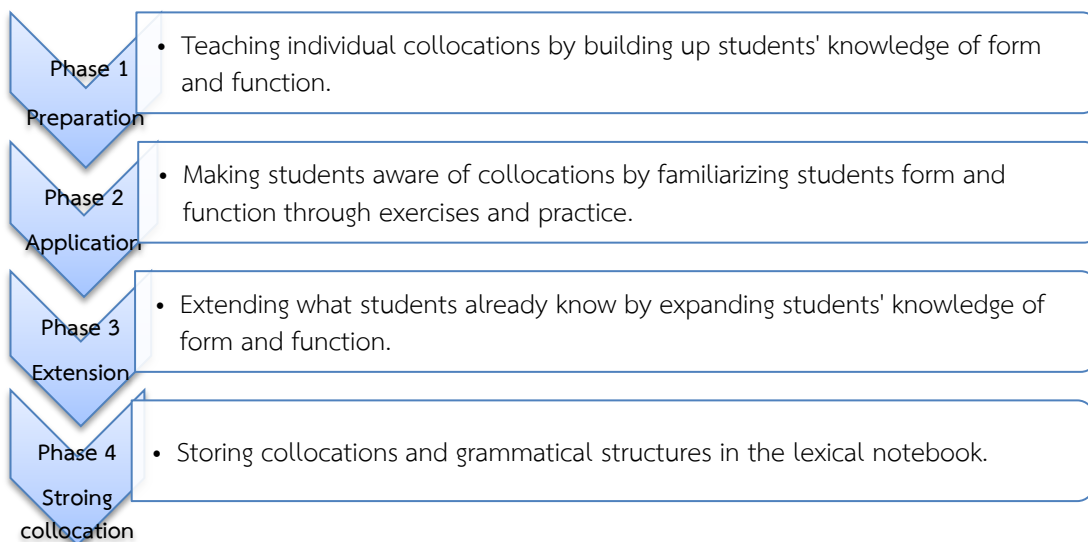 Phase 1
Preparation
• Teaching individual collocations by building up students' knowledge of form
and function.
Phase 2
Application
• Making students aware of collocations by familiarizing students form and
function through exercises and practice.
Phase 3
Extension
• Extending what students already know by expanding students' knowledge of
form and function.
Phase 4
Stroing
collocation
• Storing collocations and grammatical structures in the lexical notebook.